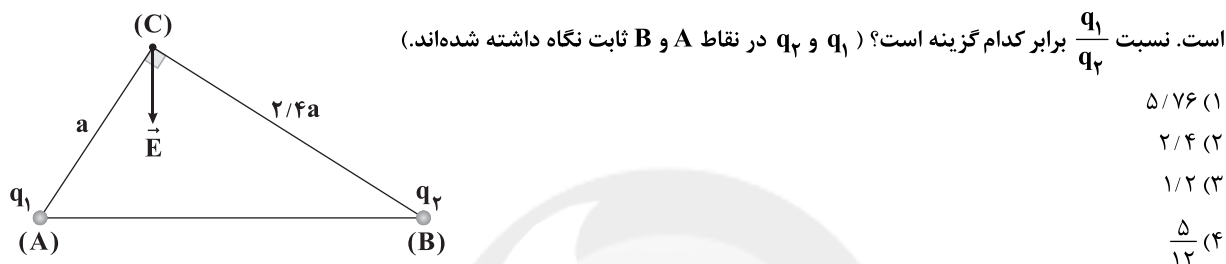 است. نسبت q₁/q₂ برابر کدام گزینه است؟ ( q₁ و q₂ در نقاط A و B ثابت نگاه داشته شده‌اند.)
۱) ۵/۷۶
۲) ۲/۴
۳) ۱/۲
۴) ۵/۱۲
(C)
a
۲/۴a
E
q₁
q₂
(A)
(B)